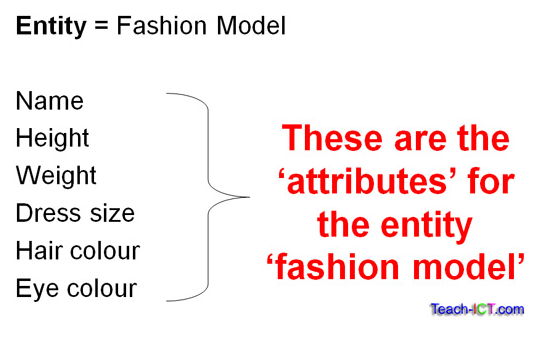 Entity = Fashion Model
Name
Height
Weight
Dress size
Hair colour
Eye colour
These are the
‘attributes’ for
the entity
‘fashion model’
Teach-ICT.com